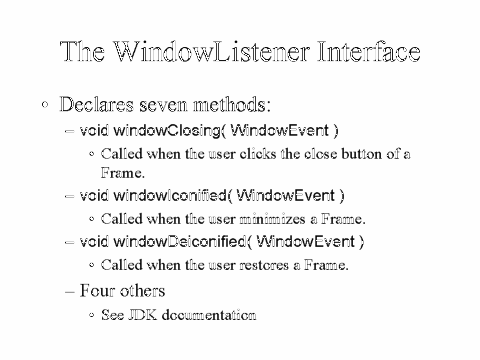 The WindowListener Interface
◦ Declares seven methods:
– void windowClosing( WindowEvent )
◦ Called when the user clicks the close button of a
Frame.
– void windowIconified( WindowEvent )
◦ Called when the user minimizes a Frame.
– void windowDeiconified( WindowEvent )
◦ Called when the user restores a Frame.
– Four others
◦ See JDK documentation